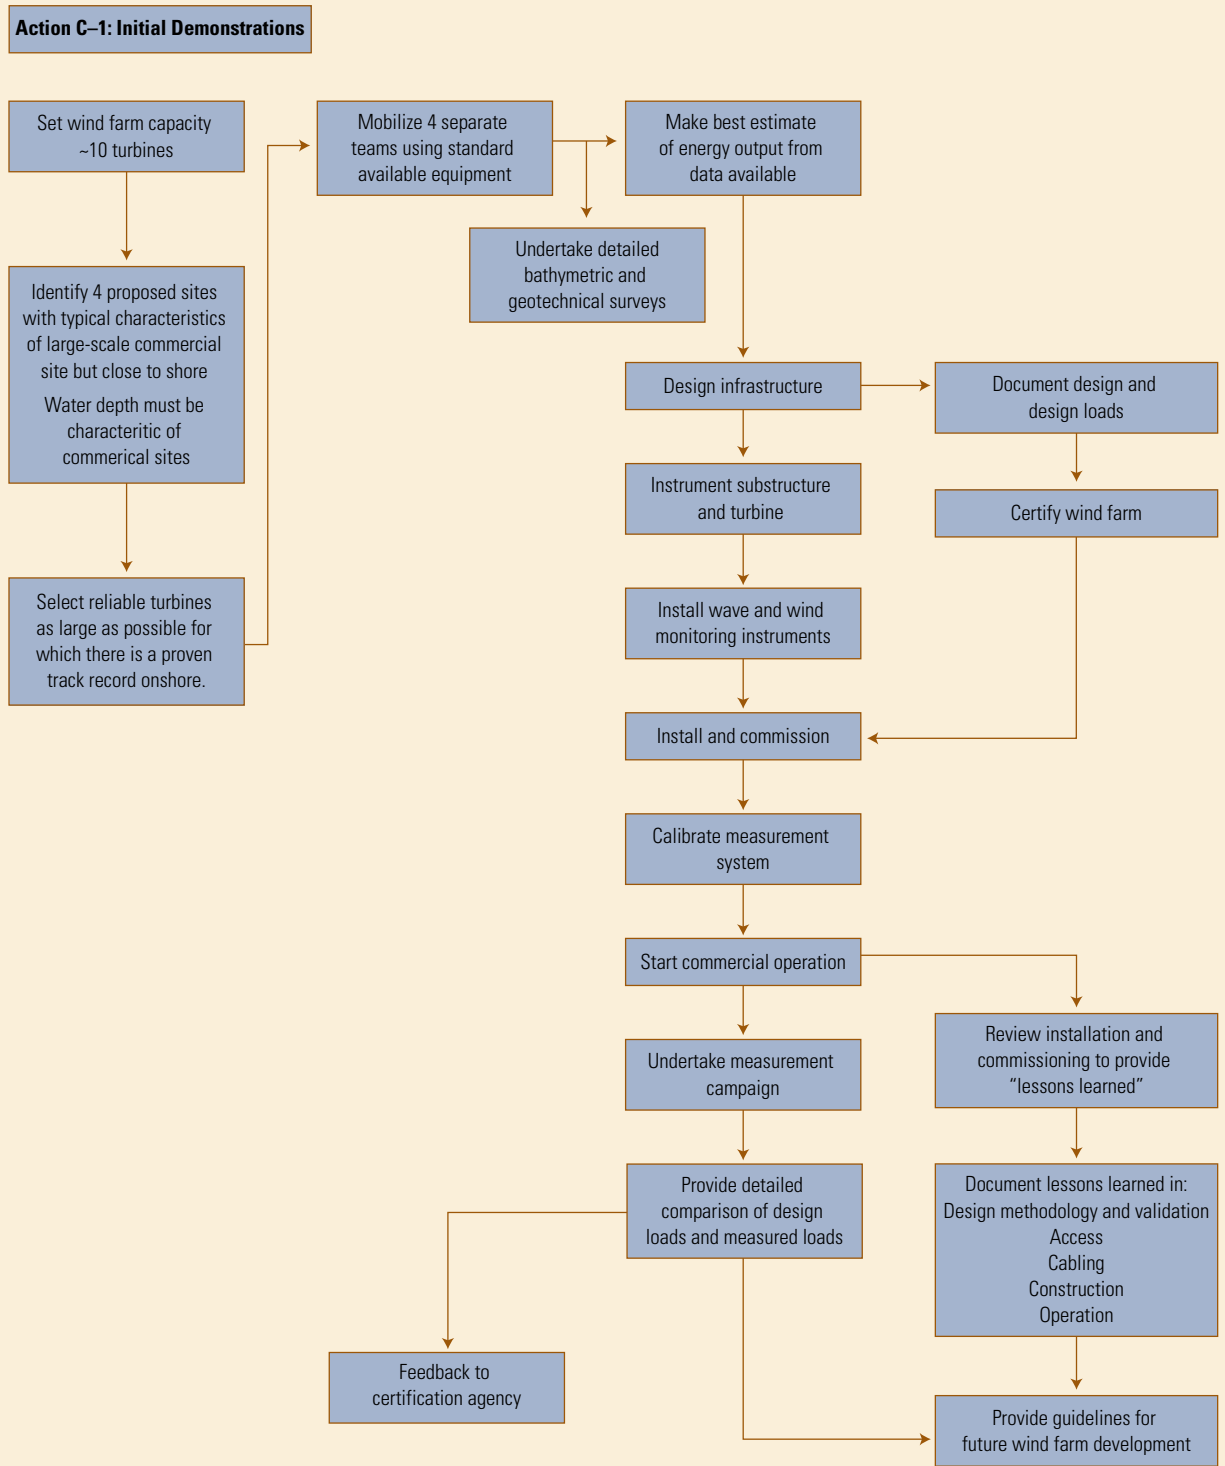 Action C–1: Initial Demonstrations
Set wind farm capacity
~10 turbines
Identify 4 proposed sites
with typical characteristics
of large-scale commercial
site but close to shore
Water depth must be
characteritic of
commerical sites
Select reliable turbines
as large as possible for
which there is a proven
track record onshore.
Mobilize 4 separate
teams using standard
available equipment
Undertake detailed
bathymetric and
geotechnical surveys
Make best estimate
of energy output from
data available
Design infrastructure
Document design and
design loads
Instrument substructure
and turbine
Certify wind farm
Install wave and wind
monitoring instruments
Install and commission
Calibrate measurement
system
Start commercial operation
Undertake measurement
campaign
Review installation and
commissioning to provide
“lessons learned”
Provide detailed
comparison of design
loads and measured loads
Document lessons learned in:
Design methodology and validation
Access
Cabling
Construction
Operation
Feedback to
certification agency
Provide guidelines for
future wind farm development